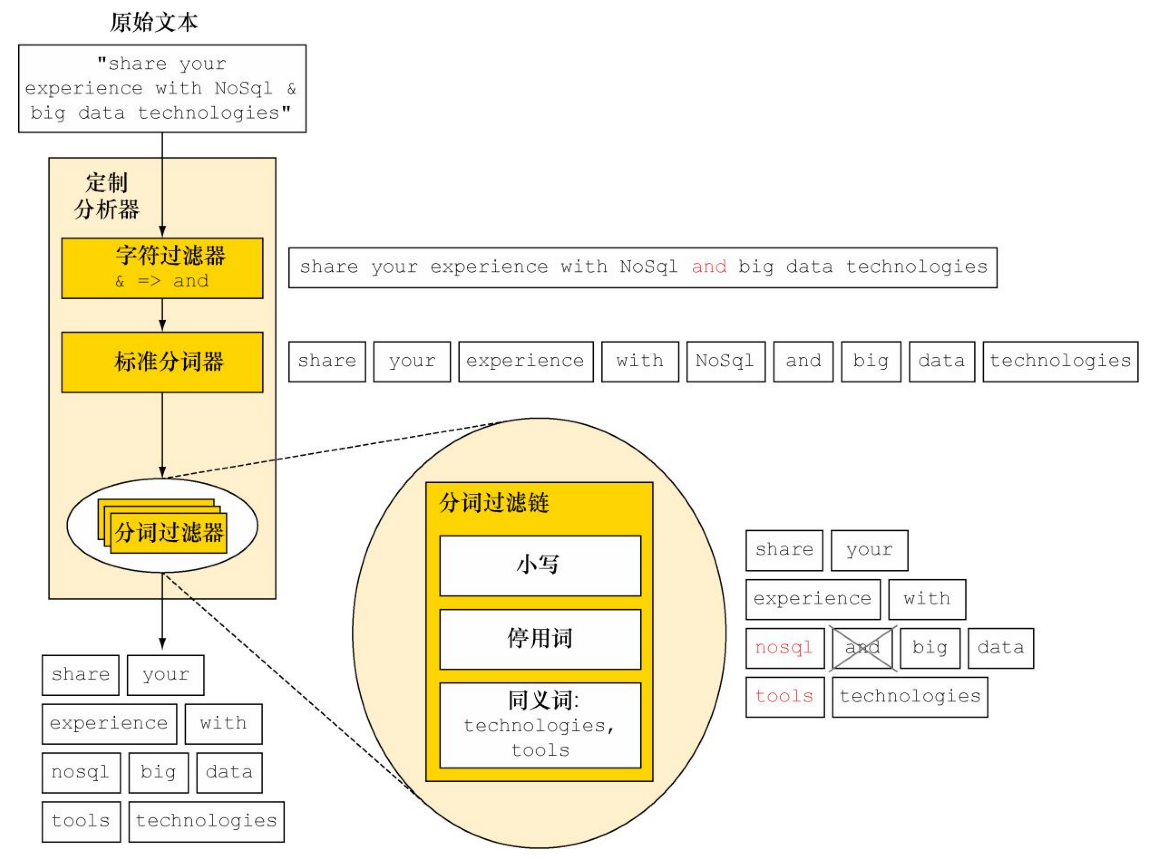 原始文本
"share your
experience with NoSql &
big data technologies"
定制
分析器
字符过滤器
& => and
share your experience with NoSql and big data technologies
标准分词器
share your experience with NoSql and big data technologies
分词过滤器
分词过滤链
小写
停用词
同义词:
technologies,
tools
share your
experience with
nosql and big data
tools technologies
share your
experience with
nosql big data
tools technologies